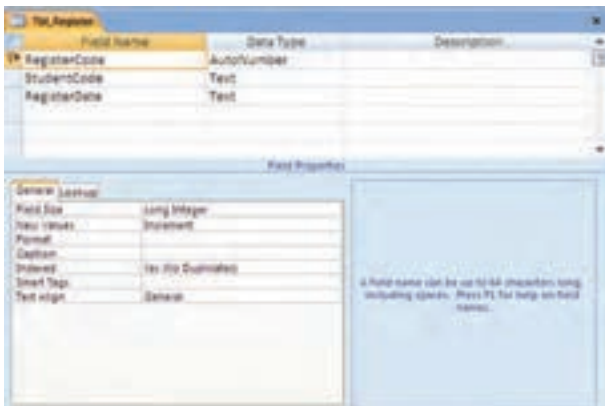 Tbl_Register
Field Name Data Type Description
RegisterCode AutoNumber
StudentCode Text
RegisterDate Text
Field Properties
General Lookup
Field Size Long Integer
New Values Increment
Format
Caption
Indexed Yes (No Duplicates)
Smart Tags
Text Align General
A field name can be up to 64 characters long,
including spaces. Press F1 for help on field
names.